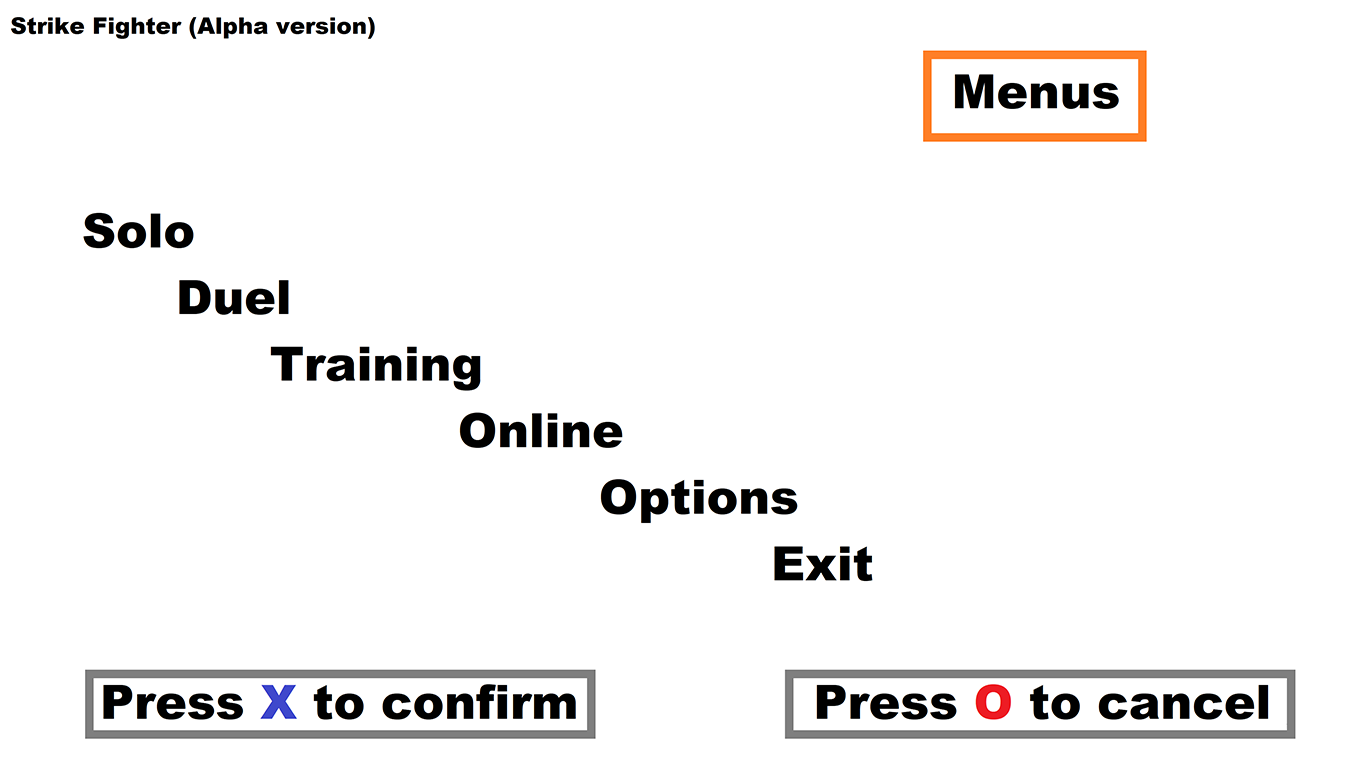 Strike Fighter (Alpha version)
Menus
Solo
Duel
Training
Online
Options
Exit
Press X to confirm
Press O to cancel